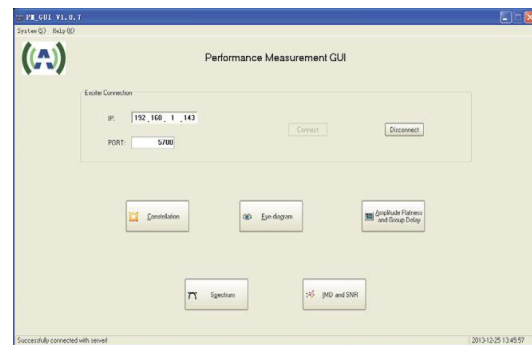 PM_GUI V1.0.7
System(S) Help(H)
Performance Measurement GUI
Exciter Connection
IP: 192 .168 . 1 .143
Connect
Disconnect
PORT: 5700
Constellation
Eye-diagram
Amplitude Flatness
and Group Delay
Spectrum
IMD and SNR
Successfully connected with server!
2013-12-25 13:45:57